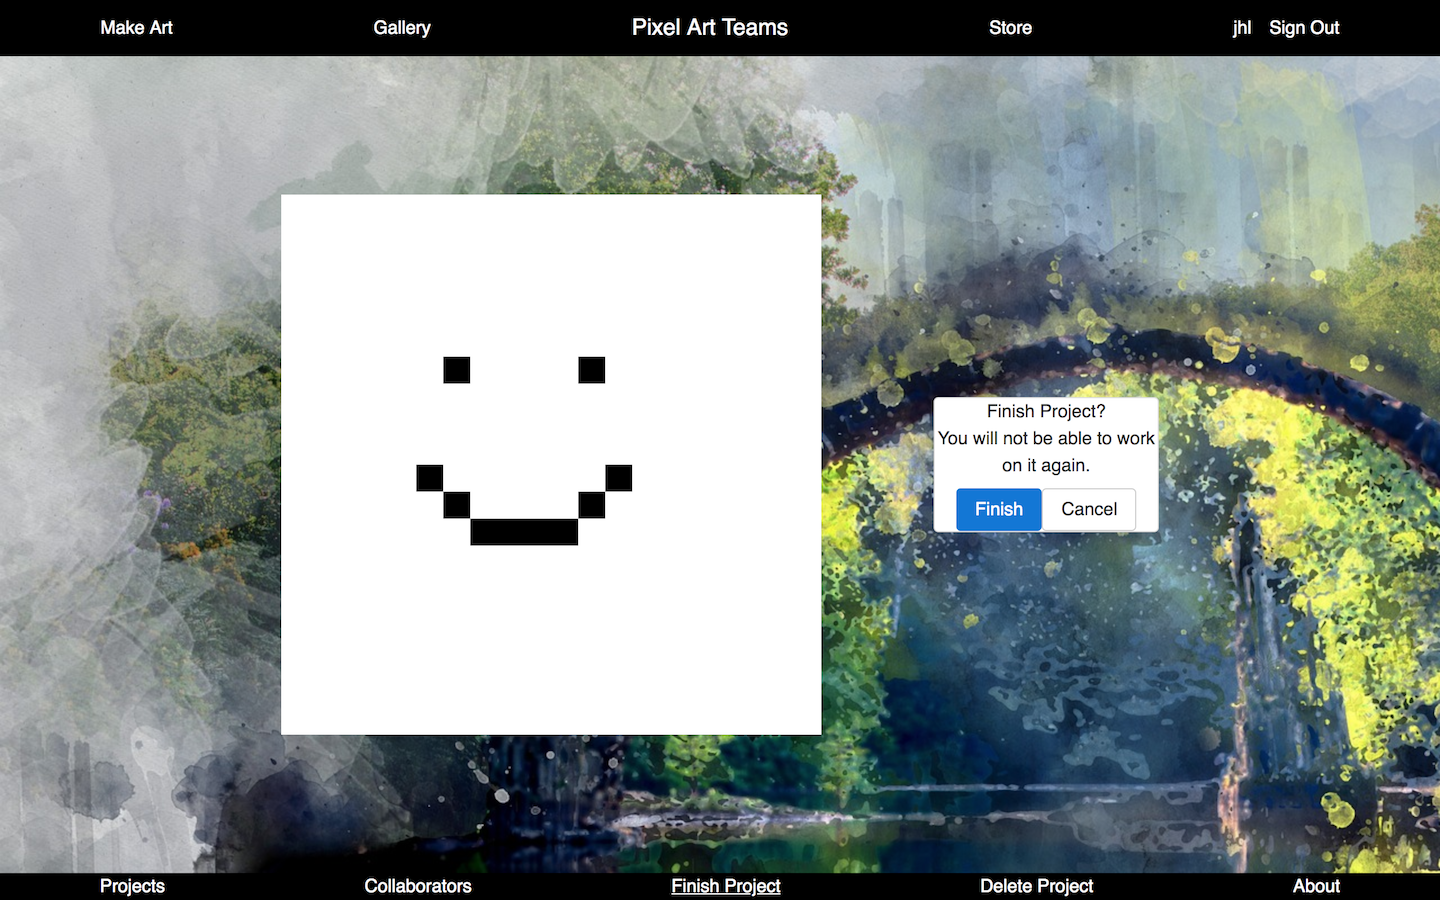 Make Art
Gallery
Pixel Art Teams
Store
jhl
Sign Out
Finish Project?
You will not be able to work
on it again.
Finish
Cancel
Projects
Collaborators
Finish Project
Delete Project
About